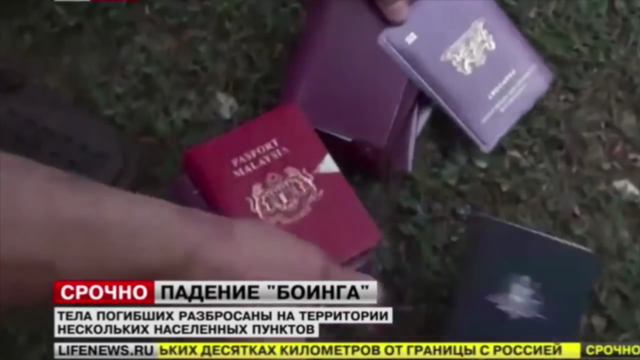 PASPORT
MALAYSIA
СРОЧНО ПАДЕНИЕ "БОИНГА"
ТЕЛА ПОГИБШИХ РАЗБРОСАНЫ НА ТЕРРИТОРИИ
НЕСКОЛЬКИХ НАСЕЛЕННЫХ ПУНКТОВ
LIFENEWS.RU ЬКИХ ДЕСЯТКАХ КИЛОМЕТРОВ ОТ ГРАНИЦЫ С РОССИЕЙ СРОЧНО